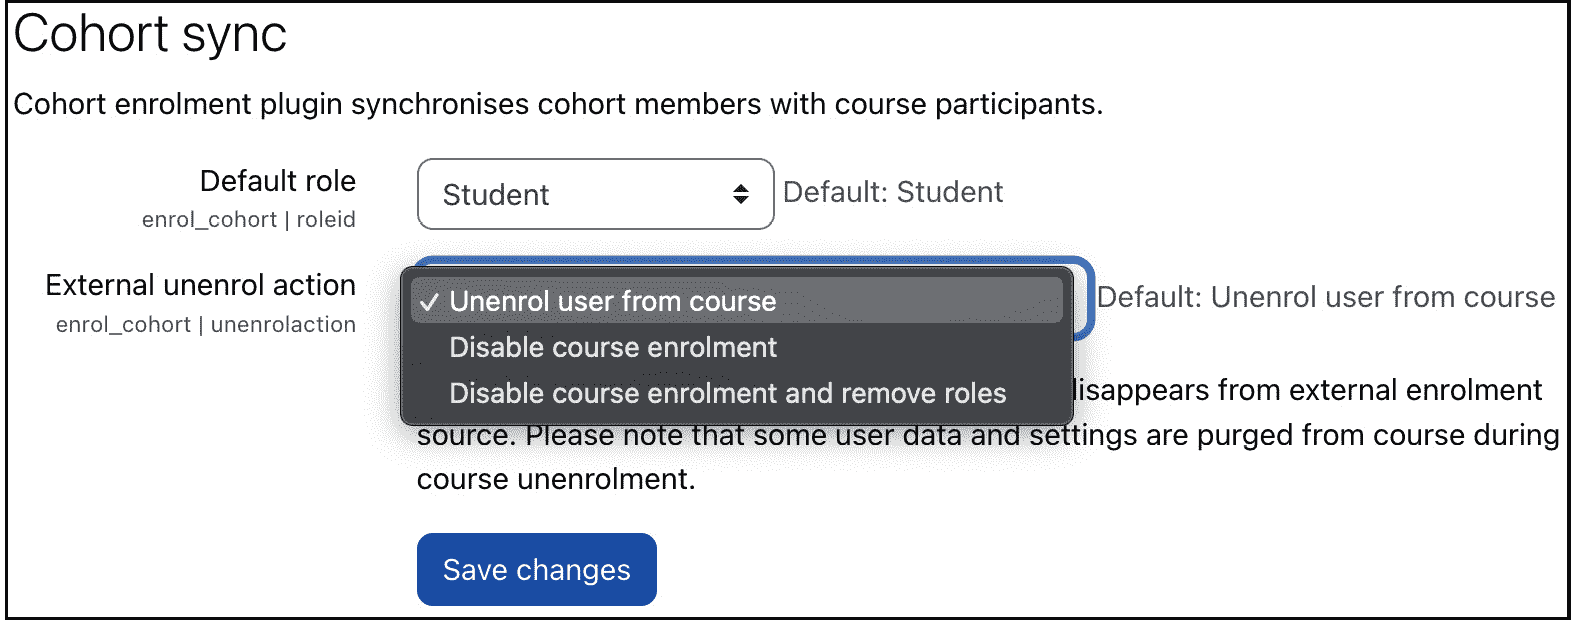 Cohort sync
Cohort enrolment plugin synchronises cohort members with course participants.
Default role
Student
Default: Student
enrol_cohort | roleid
External unenrol action
Unenrol user from course
Default: Unenrol user from course
enrol_cohort | unenrolaction
Disable course enrolment
Disable course enrolment and remove roles
disappears from external enrolment
source. Please note that some user data and settings are purged from course during
course unenrolment.
Save changes